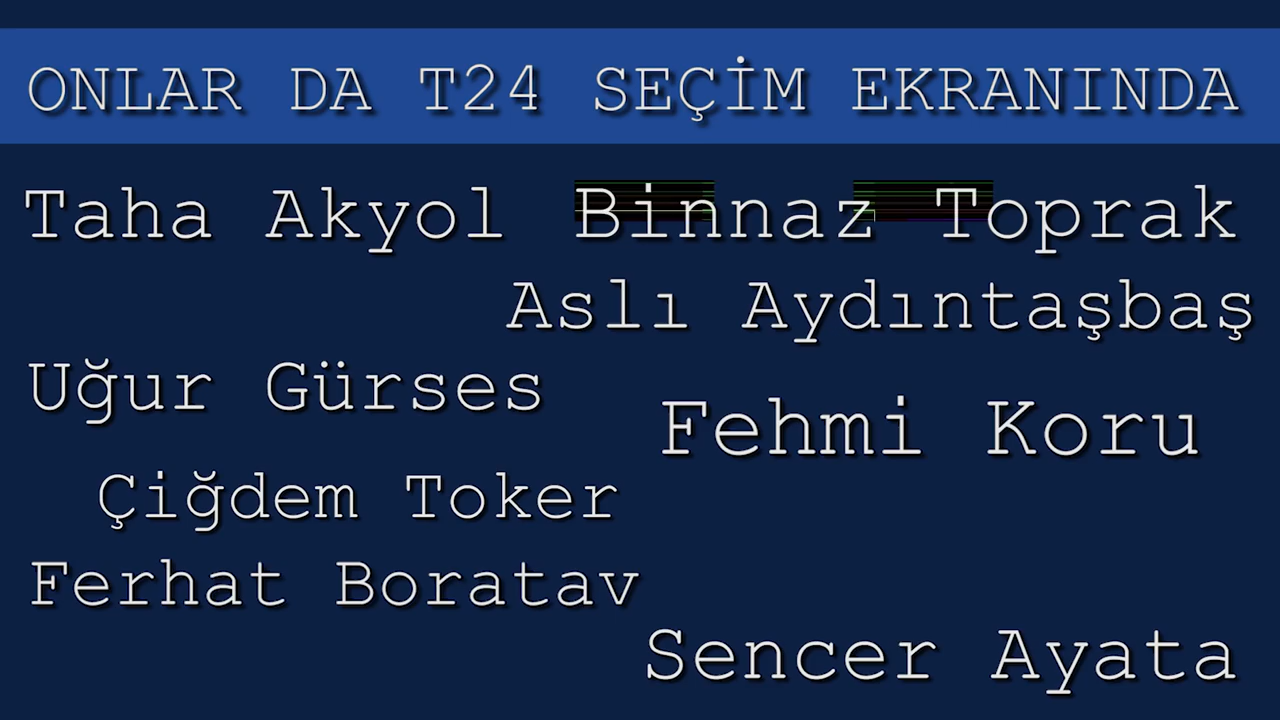 ONLAR DA T24 SEÇİM EKRANINDA
Taha Akyol Binnaz Toprak
Aslı Aydıntaşbaş
Uğur Gürses
Fehmi Koru
Çiğdem Toker
Ferhat Boratav
Sencer Ayata